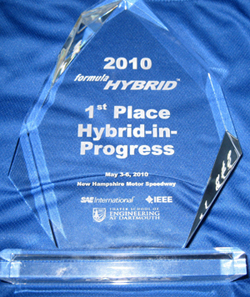 2010
formula HYBRID™
1st Place
Hybrid-in-
Progress
May 3-6, 2010
New Hampshire Motor Speedway
SAE International® IEEE
THAYER SCHOOL OF
ENGINEERING
AT DARTMOUTH